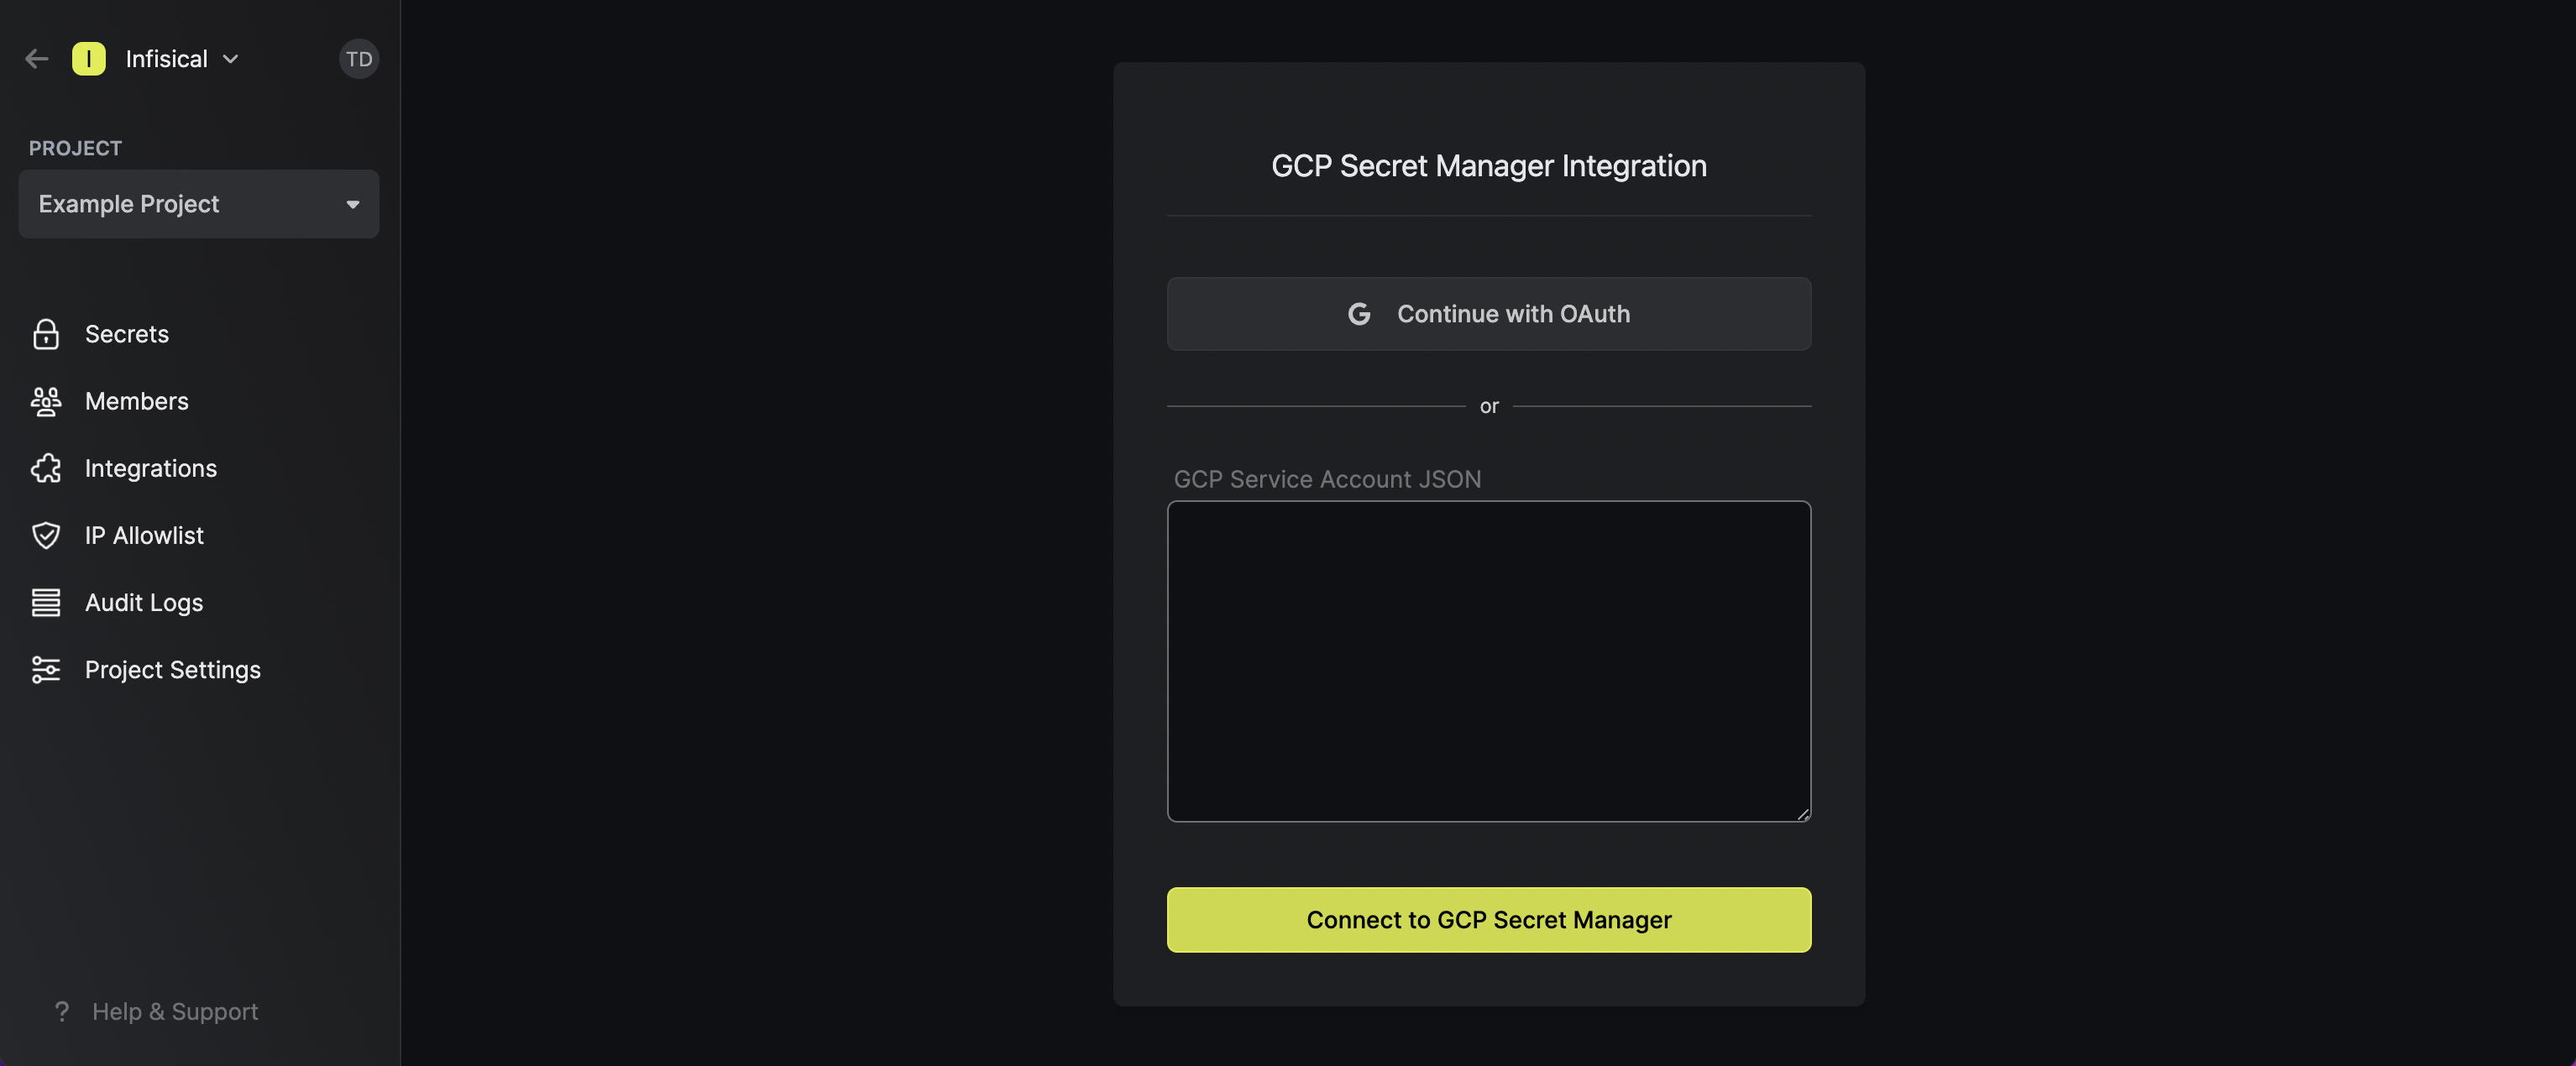 I Infisical TD
PROJECT
Example Project
Secrets
Members
Integrations
IP Allowlist
Audit Logs
Project Settings
? Help & Support
GCP Secret Manager Integration
G Continue with OAuth
or
GCP Service Account JSON
Connect to GCP Secret Manager